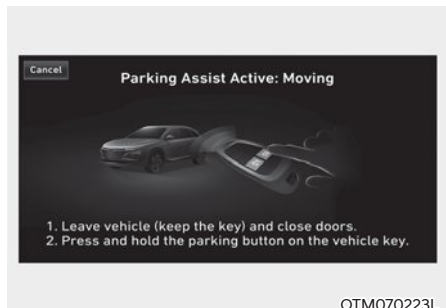 Cancel
Parking Assist Active: Moving
1. Leave vehicle (keep the key) and close doors.
2. Press and hold the parking button on the vehicle key.
OTM070223L